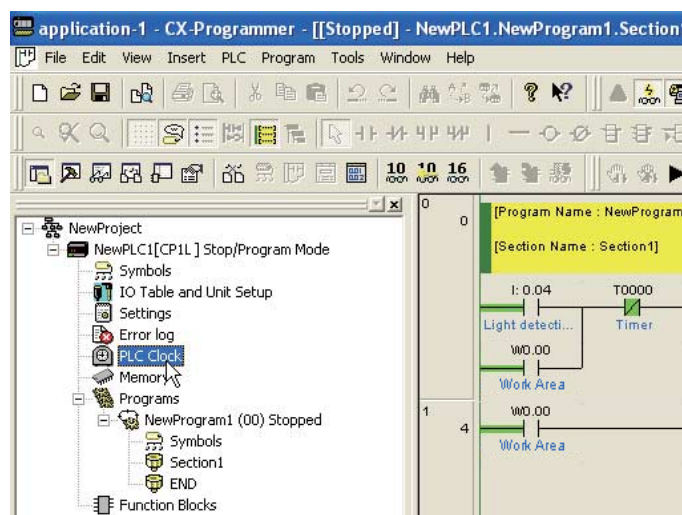 application-1 - CX-Programmer - [[Stopped] - NewPLC1.NewProgram1.Section
File Edit View Insert PLC Program Tools Window Help
10 10 16
NewProject
NewPLC1[CP1L ] Stop/Program Mode
Symbols
IO Table and Unit Setup
Settings
Error log
PLC Clock
Memory
Programs
NewProgram1 (00) Stopped
Symbols
Section1
END
Function Blocks
0
0
[Program Name : NewProgram
[Section Name : Section1]
I: 0.04 T0000
Light detecti... Timer
W0.00
Work Area
1
4
W0.00
Work Area